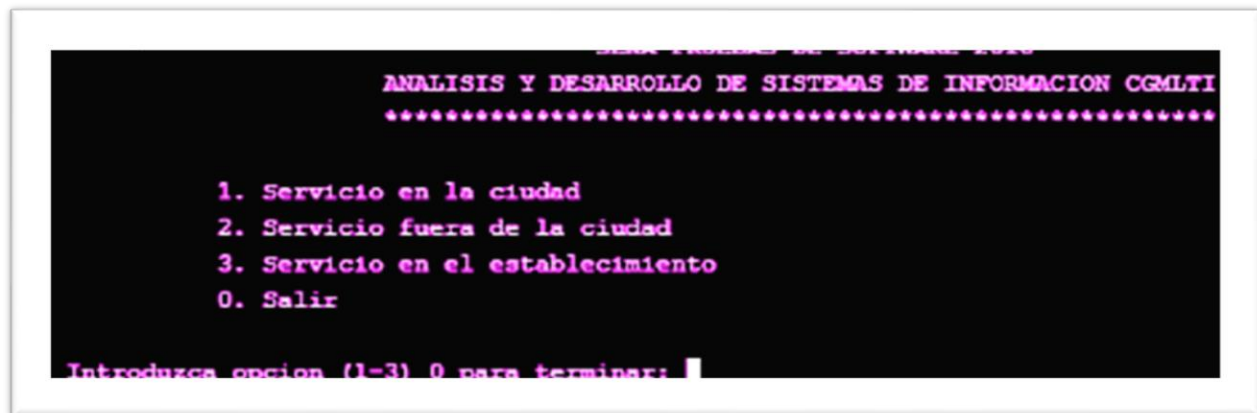 ANALISIS Y DESARROLLO DE SISTEMAS DE INFORMACION CGMLTI
1. Servicio en la ciudad
2. Servicio fuera de la ciudad
3. Servicio en el establecimiento
0. Salir
Introduzca opcion (1-3) 0 para terminar: